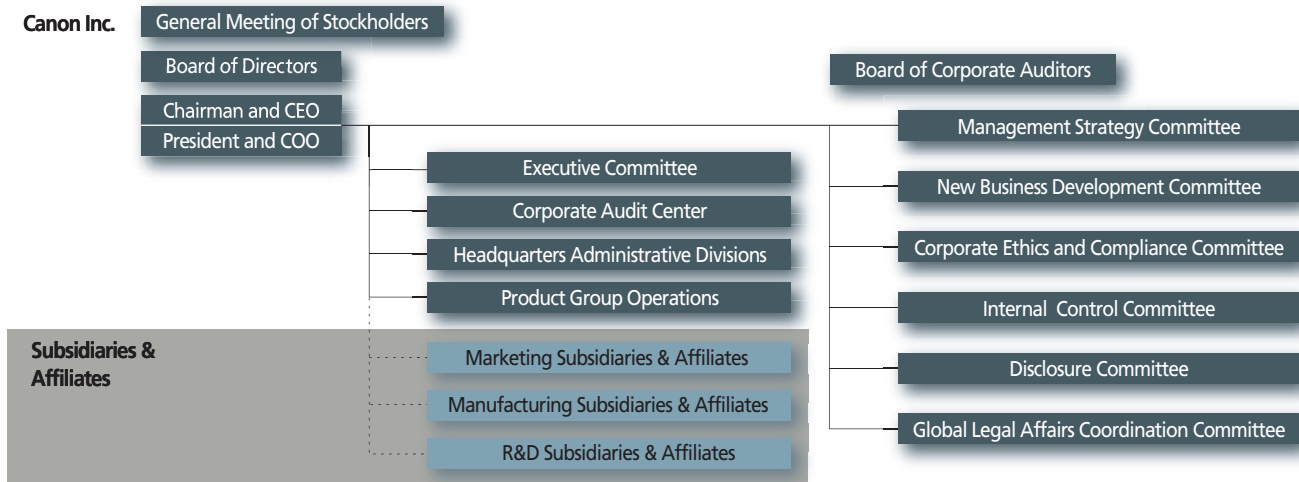 Canon Inc.
General Meeting of Stockholders
Board of Directors
Board of Corporate Auditors
Chairman and CEO
President and COO
Management Strategy Committee
Executive Committee
New Business Development Committee
Corporate Audit Center
Headquarters Administrative Divisions
Corporate Ethics and Compliance Committee
Product Group Operations
Internal Control Committee
Subsidiaries &
Affiliates
Marketing Subsidiaries & Affiliates
Disclosure Committee
Manufacturing Subsidiaries & Affiliates
Global Legal Affairs Coordination Committee
R&D Subsidiaries & Affiliates